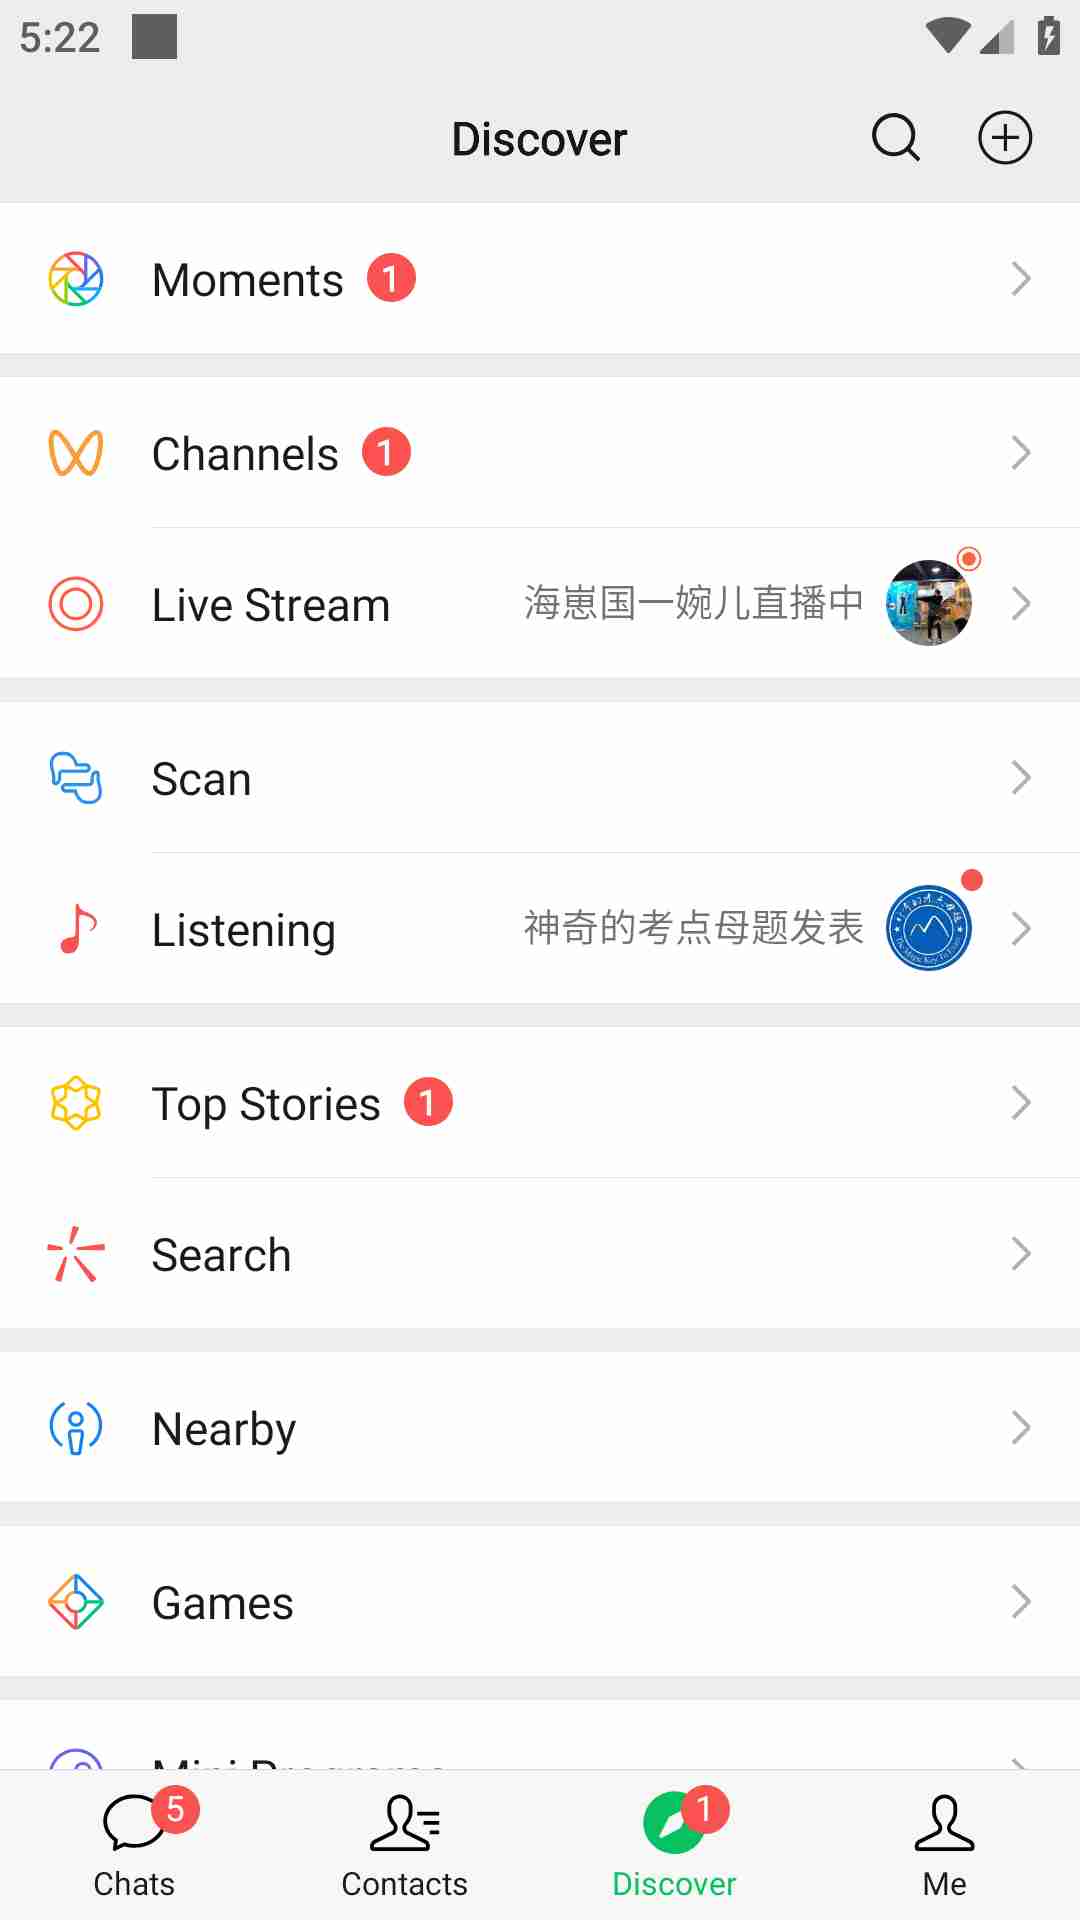 5:22
Discover
Moments 1
Channels 1
Live Stream 海崽国一婉儿直播中
Scan
Listening 神奇的考点母题发表
Top Stories 1
Search
Nearby
Games
Mini Programs
5 1
Chats Contacts Discover Me